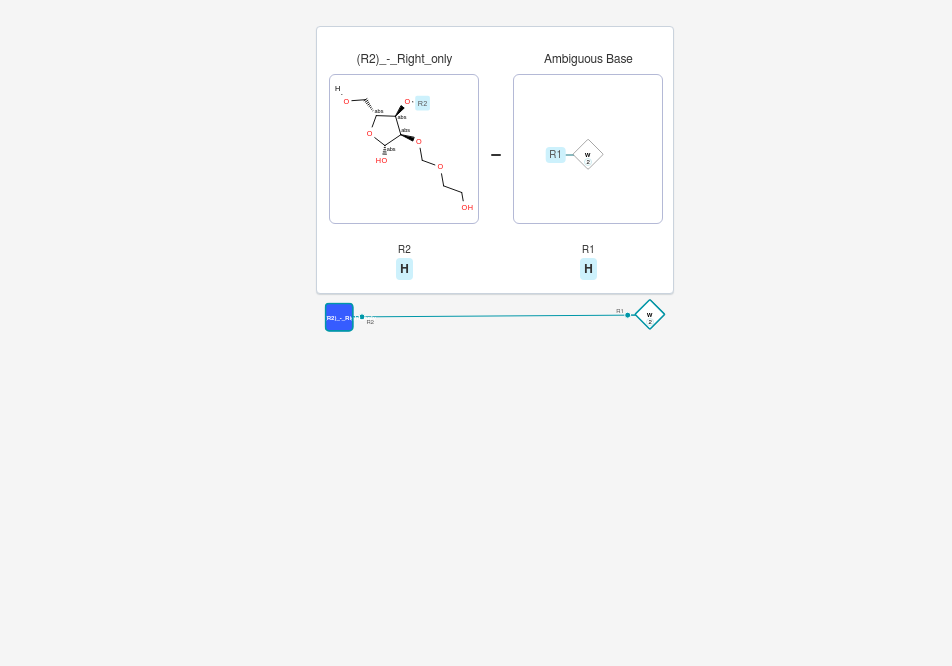 (R2)_-_Right_only
Ambiguous Base
H
O
O
R2
abs
abs
O
abs
O
abs
HO
O
OH
R1
w
2
R2
R1
H
H
R2)_-_Ri
R2
R1
w
2